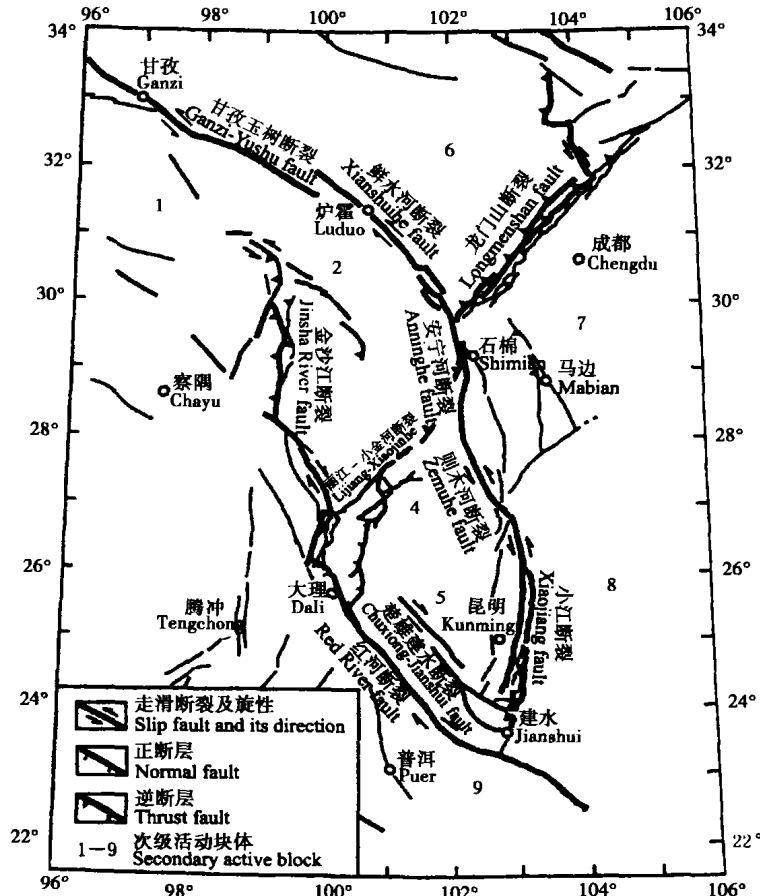 96°
98°
100°
102°
104°
106°
34°
34°
甘孜
Ganzi
甘孜玉树断裂
Ganzi-Yushu fault
鲜水河断裂
Xianshuihe fault
6
32°
32°
1
炉霍
Luduo
龙门山断裂
Longmenshan fault
成都
Chengdu
2
30°
30°
7
金沙江断裂
Jinsha River fault
安宁河断裂
Anninghe fault
石棉
Shimian
马边
Mabian
察隅
Chayu
28°
28°
丽江-小金河断裂
Lijiang-Xiaojinhe
则木河断裂
Zemuhe fault
4
26°
26°
大理
Dali
5
昆明
Kunming
8
小江断裂
Xiaojiang fault
腾冲
Tengchong
楚雄建水断裂
Chuxiong-Jianshui fault
红河断裂
Red River fault
24°
24°
建水
Jianshui
普洱
Puer
9
走滑断裂及旋性
Slip fault and its direction
正断层
Normal fault
逆断层
Thrust fault
1-9
次级活动块体
Secondary active block
22°
22°
96°
98°
100°
102°
104°
106°